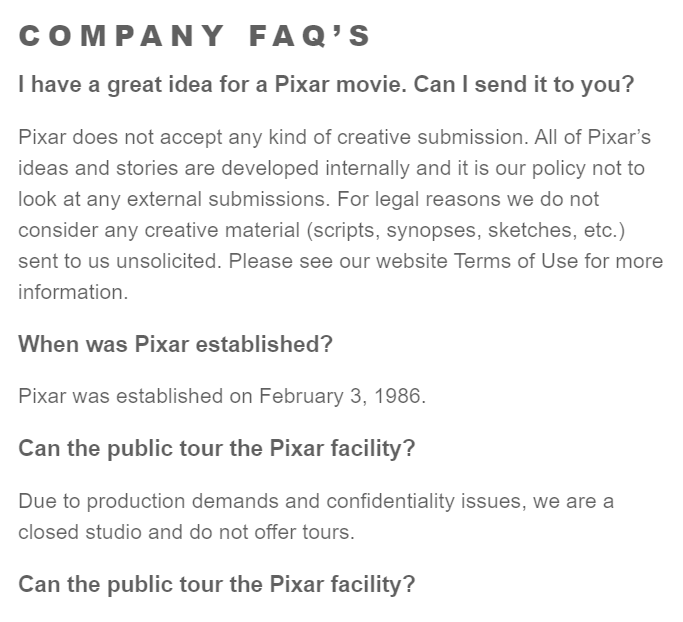 COMPANY FAQ’S
I have a great idea for a Pixar movie. Can I send it to you?
Pixar does not accept any kind of creative submission. All of Pixar’s
ideas and stories are developed internally and it is our policy not to
look at any external submissions. For legal reasons we do not
consider any creative material (scripts, synopses, sketches, etc.)
sent to us unsolicited. Please see our website Terms of Use for more
information.
When was Pixar established?
Pixar was established on February 3, 1986.
Can the public tour the Pixar facility?
Due to production demands and confidentiality issues, we are a
closed studio and do not offer tours.
Can the public tour the Pixar facility?